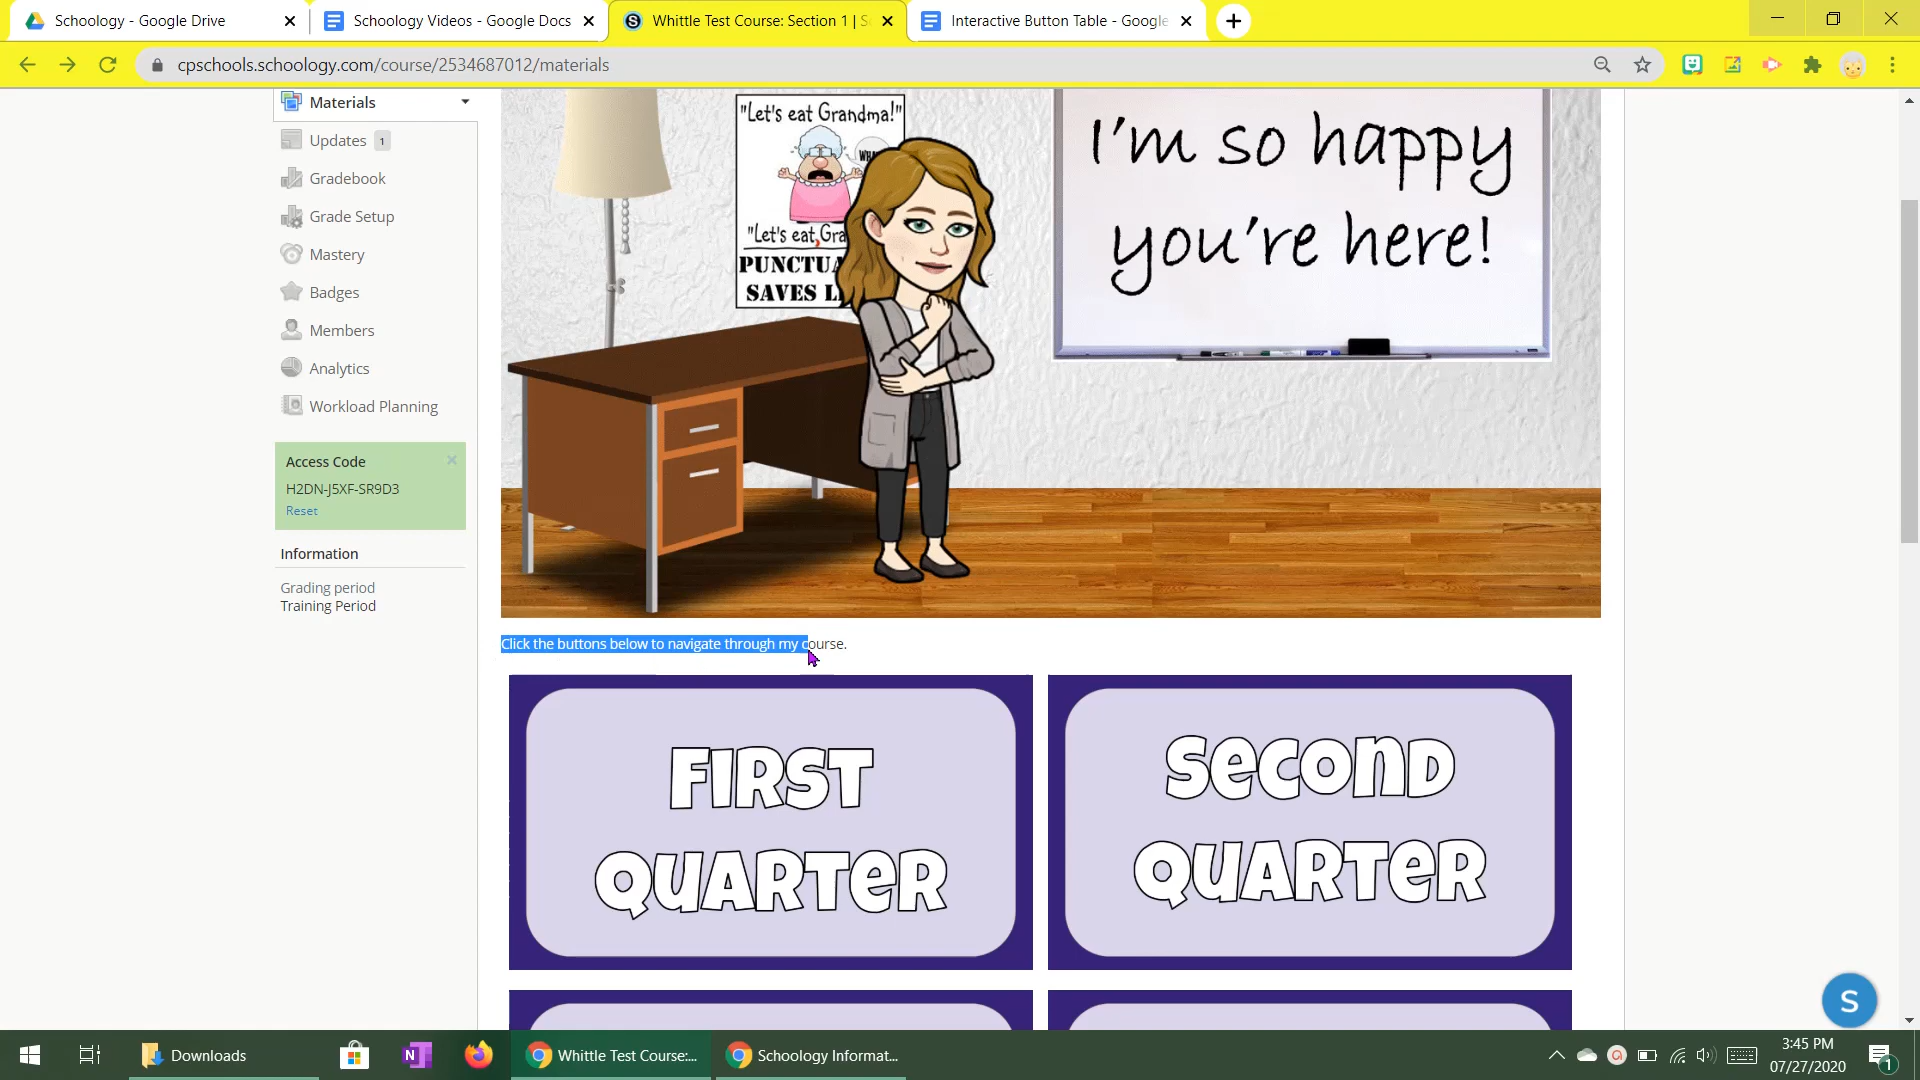 Schoology - Google Drive
Schoology Videos - Google Docs
Whittle Test Course: Section 1 | S
Interactive Button Table - Google
cpschools.schoology.com/course/2534687012/materials
Materials
Updates 1
Gradebook
Grade Setup
Mastery
Badges
Members
Analytics
Workload Planning
Access Code
H2DN-J5XF-SR9D3
Reset
Information
Grading period
Training Period
"Let's eat Grandma!"
"Let's eat, Gra
PUNCTUA
SAVES L
I'm so happy
you're here!
Click the buttons below to navigate through my course.
First
Quarter
Second
Quarter
S
Downloads
Whittle Test Course:...
Schoology Informat...
3:45 PM
07/27/2020
1